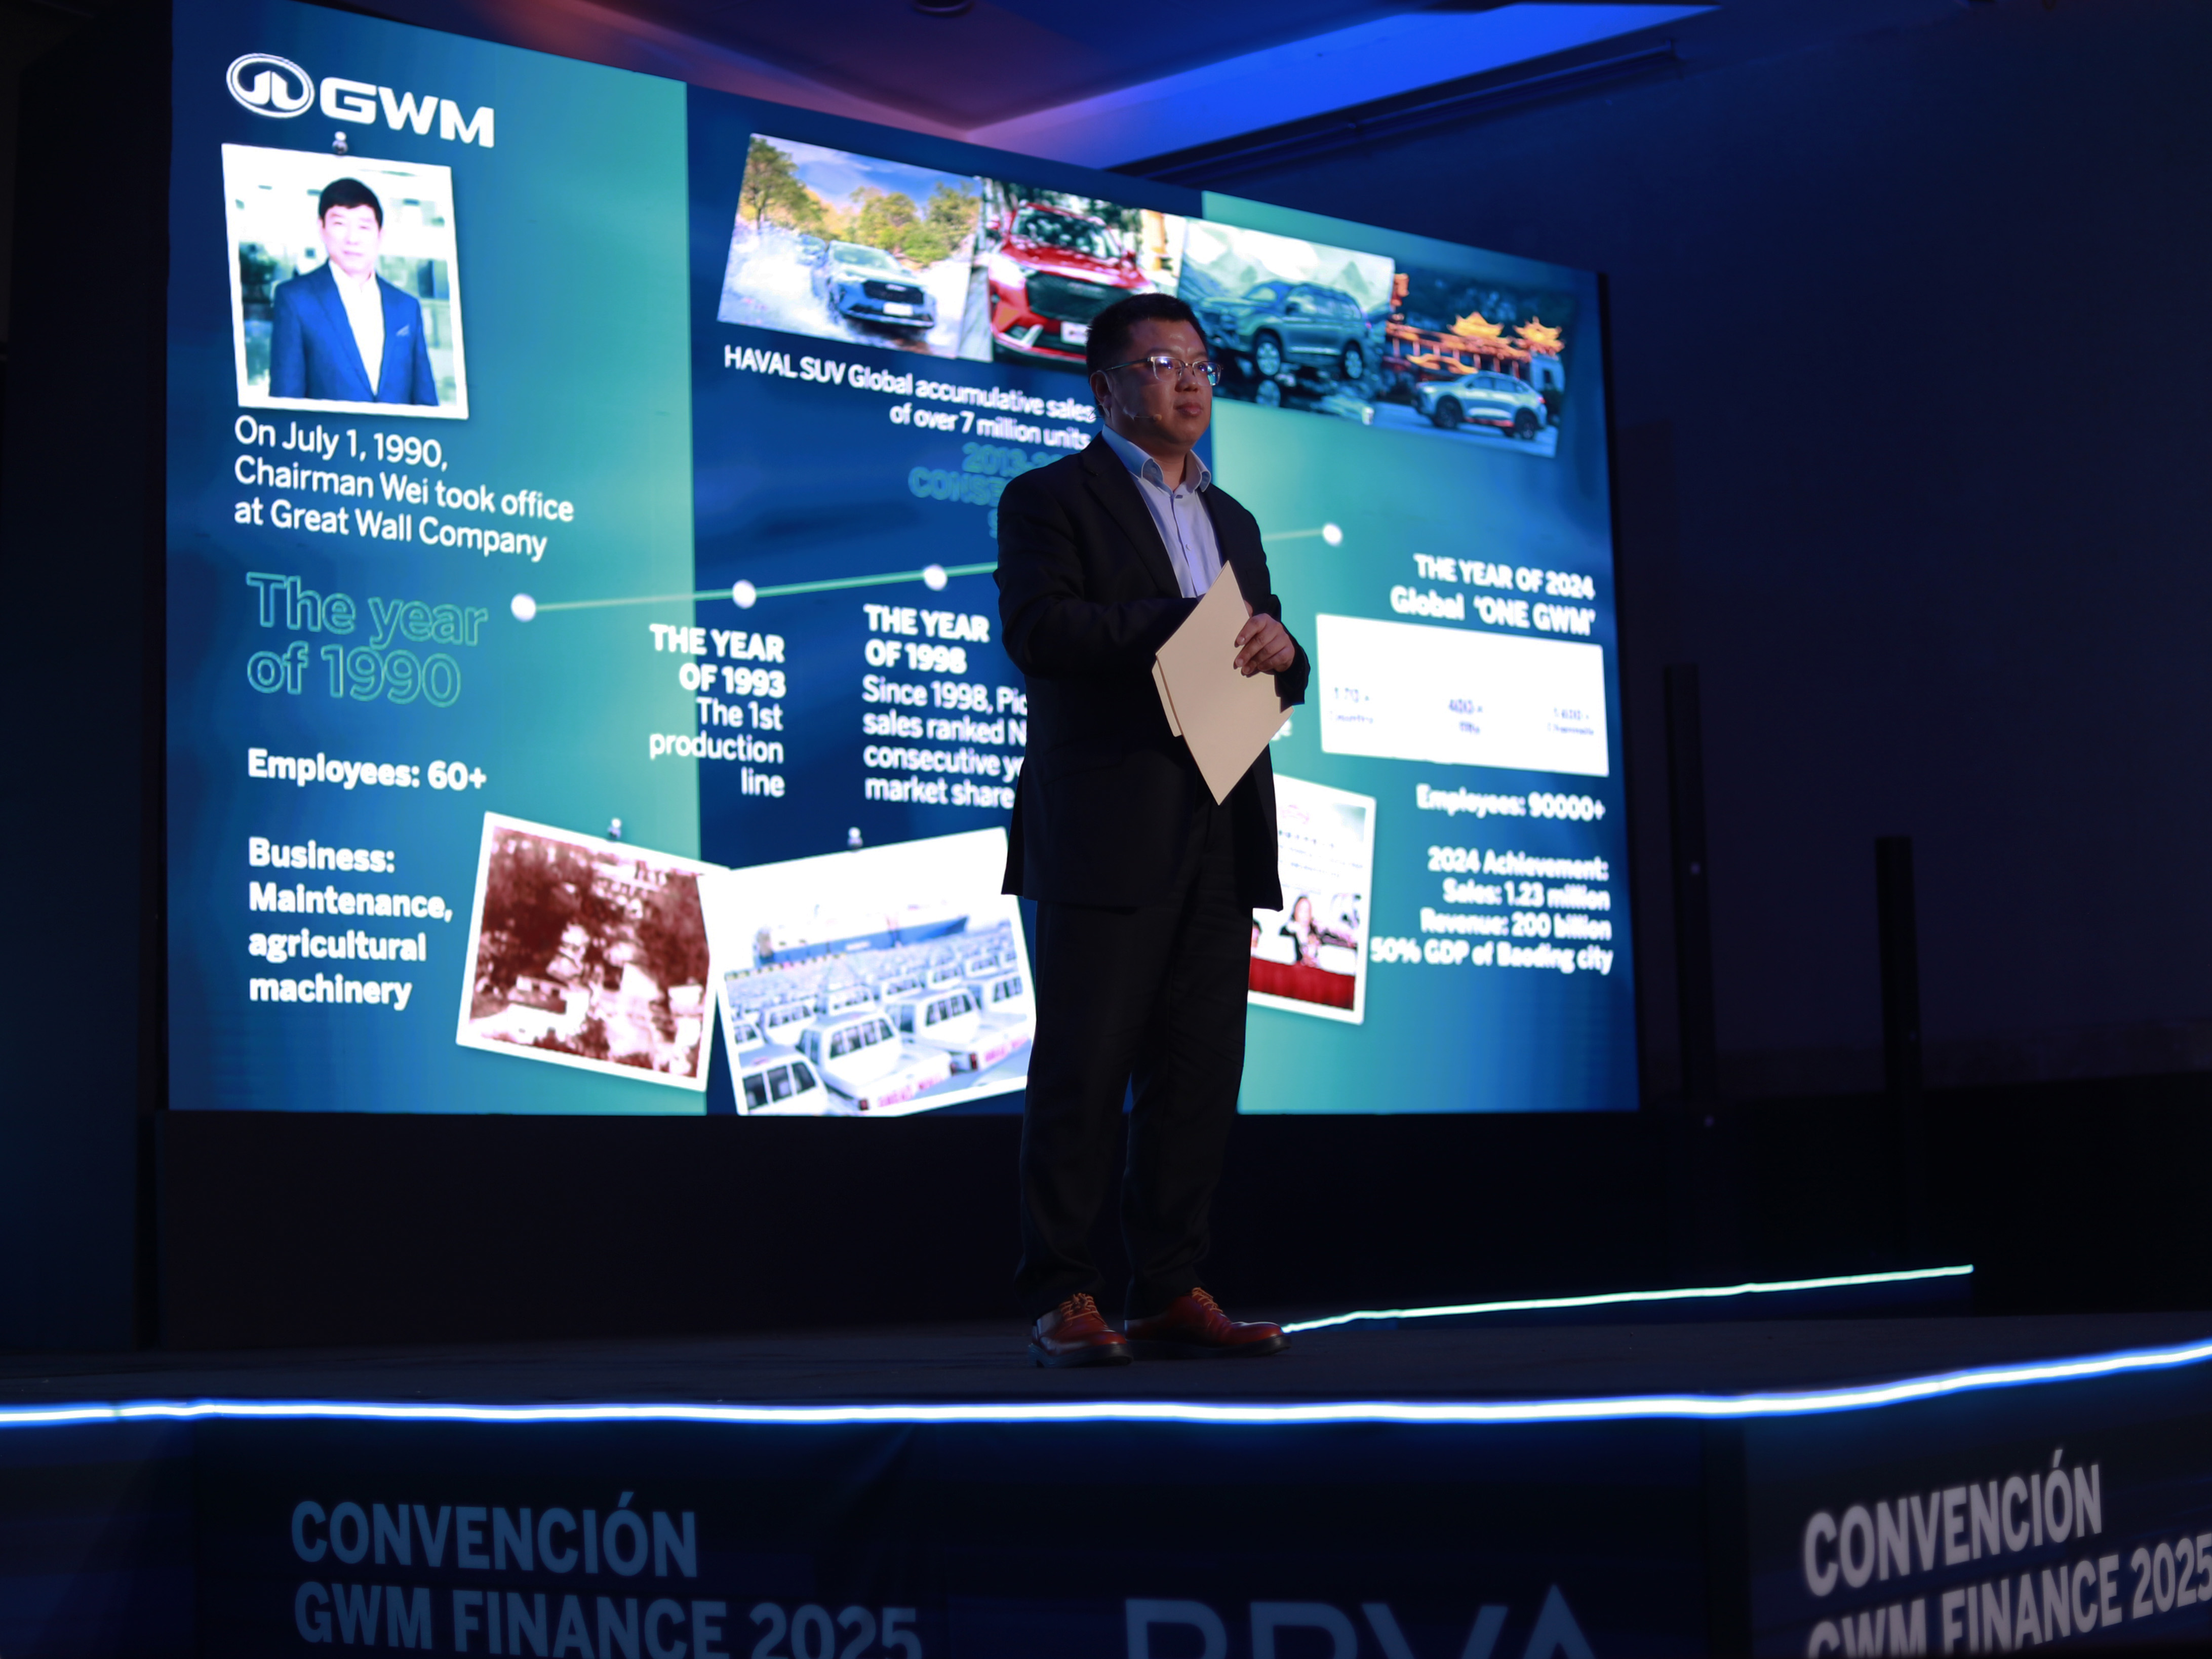 GWM
On July 1, 1990,
Chairman Wei took office
at Great Wall Company
The year
of 1990
Employees: 60+
Business:
Maintenance,
agricultural
machinery
HAVAL SUV Global accumulative sales
of over 7 million units
THE YEAR
OF 1993
The 1st
production
line
THE YEAR
OF 1998
Since 1998,
sales ranked
consecutive
market share
THE YEAR OF 2024
Global 'ONE GWM'
Employees: 90000+
2024 Achievement:
Sales: 1.23 million
Revenue: 200 billion
50% GDP of Baoding city
CONVENCIÓN
GWM FINANCE 2025
BBVA
CONVENCIÓN
GWM FINANCE 2025